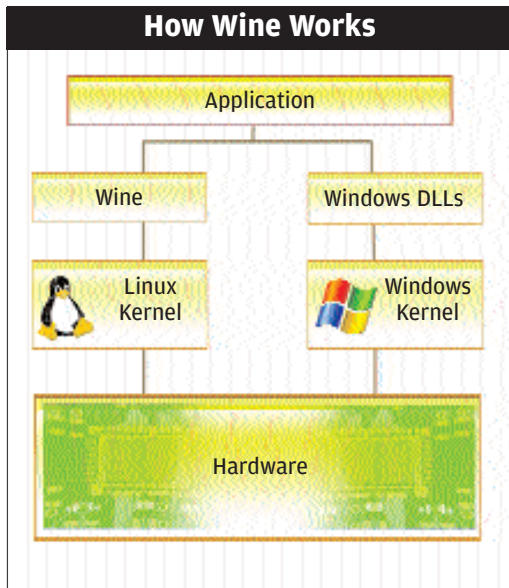 How Wine Works
Application
Wine
Windows DLLs
Linux
Kernel
Windows
Kernel
Hardware